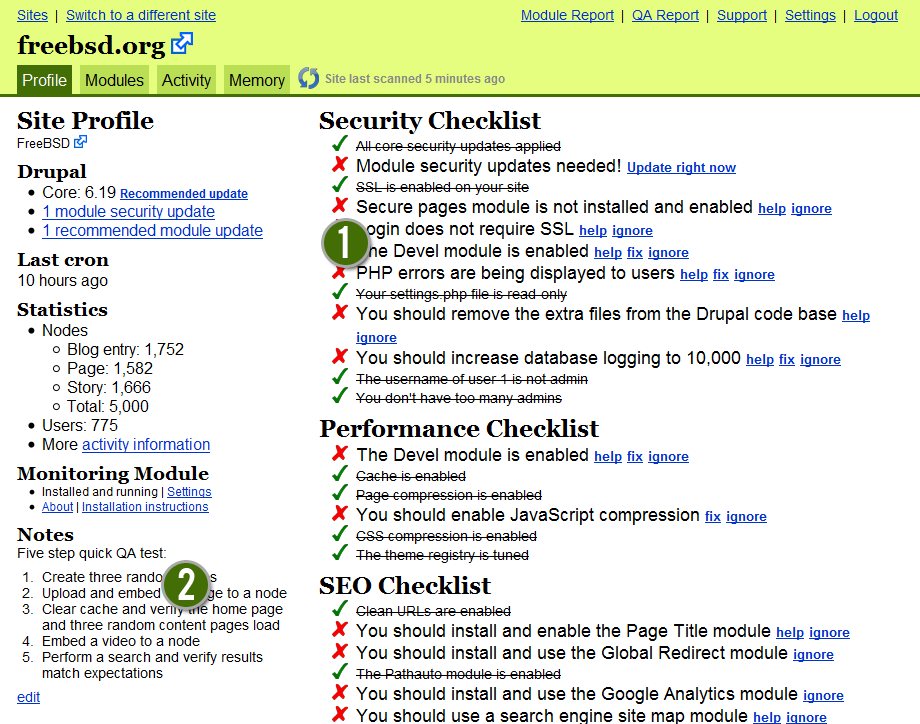 Sites | Switch to a different site
Module Report | QA Report | Support | Settings | Logout
freebsd.org
Profile Modules Activity Memory Site last scanned 5 minutes ago
Site Profile
FreeBSD
Drupal
Core: 6.19 Recommended update
1 module security update
1 recommended module update
Last cron
10 hours ago
Statistics
Nodes
Blog entry: 1,752
Page: 1,582
Story: 1,666
Total: 5,000
Users: 775
More activity information
Monitoring Module
Installed and running | Settings
About | Installation instructions
Notes
Five step quick QA test:
1. Create three
2. Upload and embed to a node
3. Clear cache and verify the home page
and three random content pages load
4. Embed a video to a node
5. Perform a search and verify results
match expectations
edit
2
Security Checklist
All core security updates applied
Module security updates needed! Update right now
SSL is enabled on your site
Secure pages module is not installed and enabled help ignore
does not require SSL help ignore
Devel module is enabled help fix ignore
1
PHP errors are being displayed to users help fix ignore
Your settings.php file is read-only
You should remove the extra files from the Drupal code base help
ignore
You should increase database logging to 10,000 help fix ignore
The username of user 1 is not admin
You don't have too many admins
Performance Checklist
The Devel module is enabled help fix ignore
Cache is enabled
Page compression is enabled
You should enable JavaScript compression fix ignore
CSS compression is enabled
The theme registry is tuned
SEO Checklist
Clean URLs are enabled
You should install and enable the Page Title module help ignore
You should install and use the Global Redirect module ignore
The Pathauto module is enabled
You should install and use the Google Analytics module ignore
You should use a search engine site map module help ignore